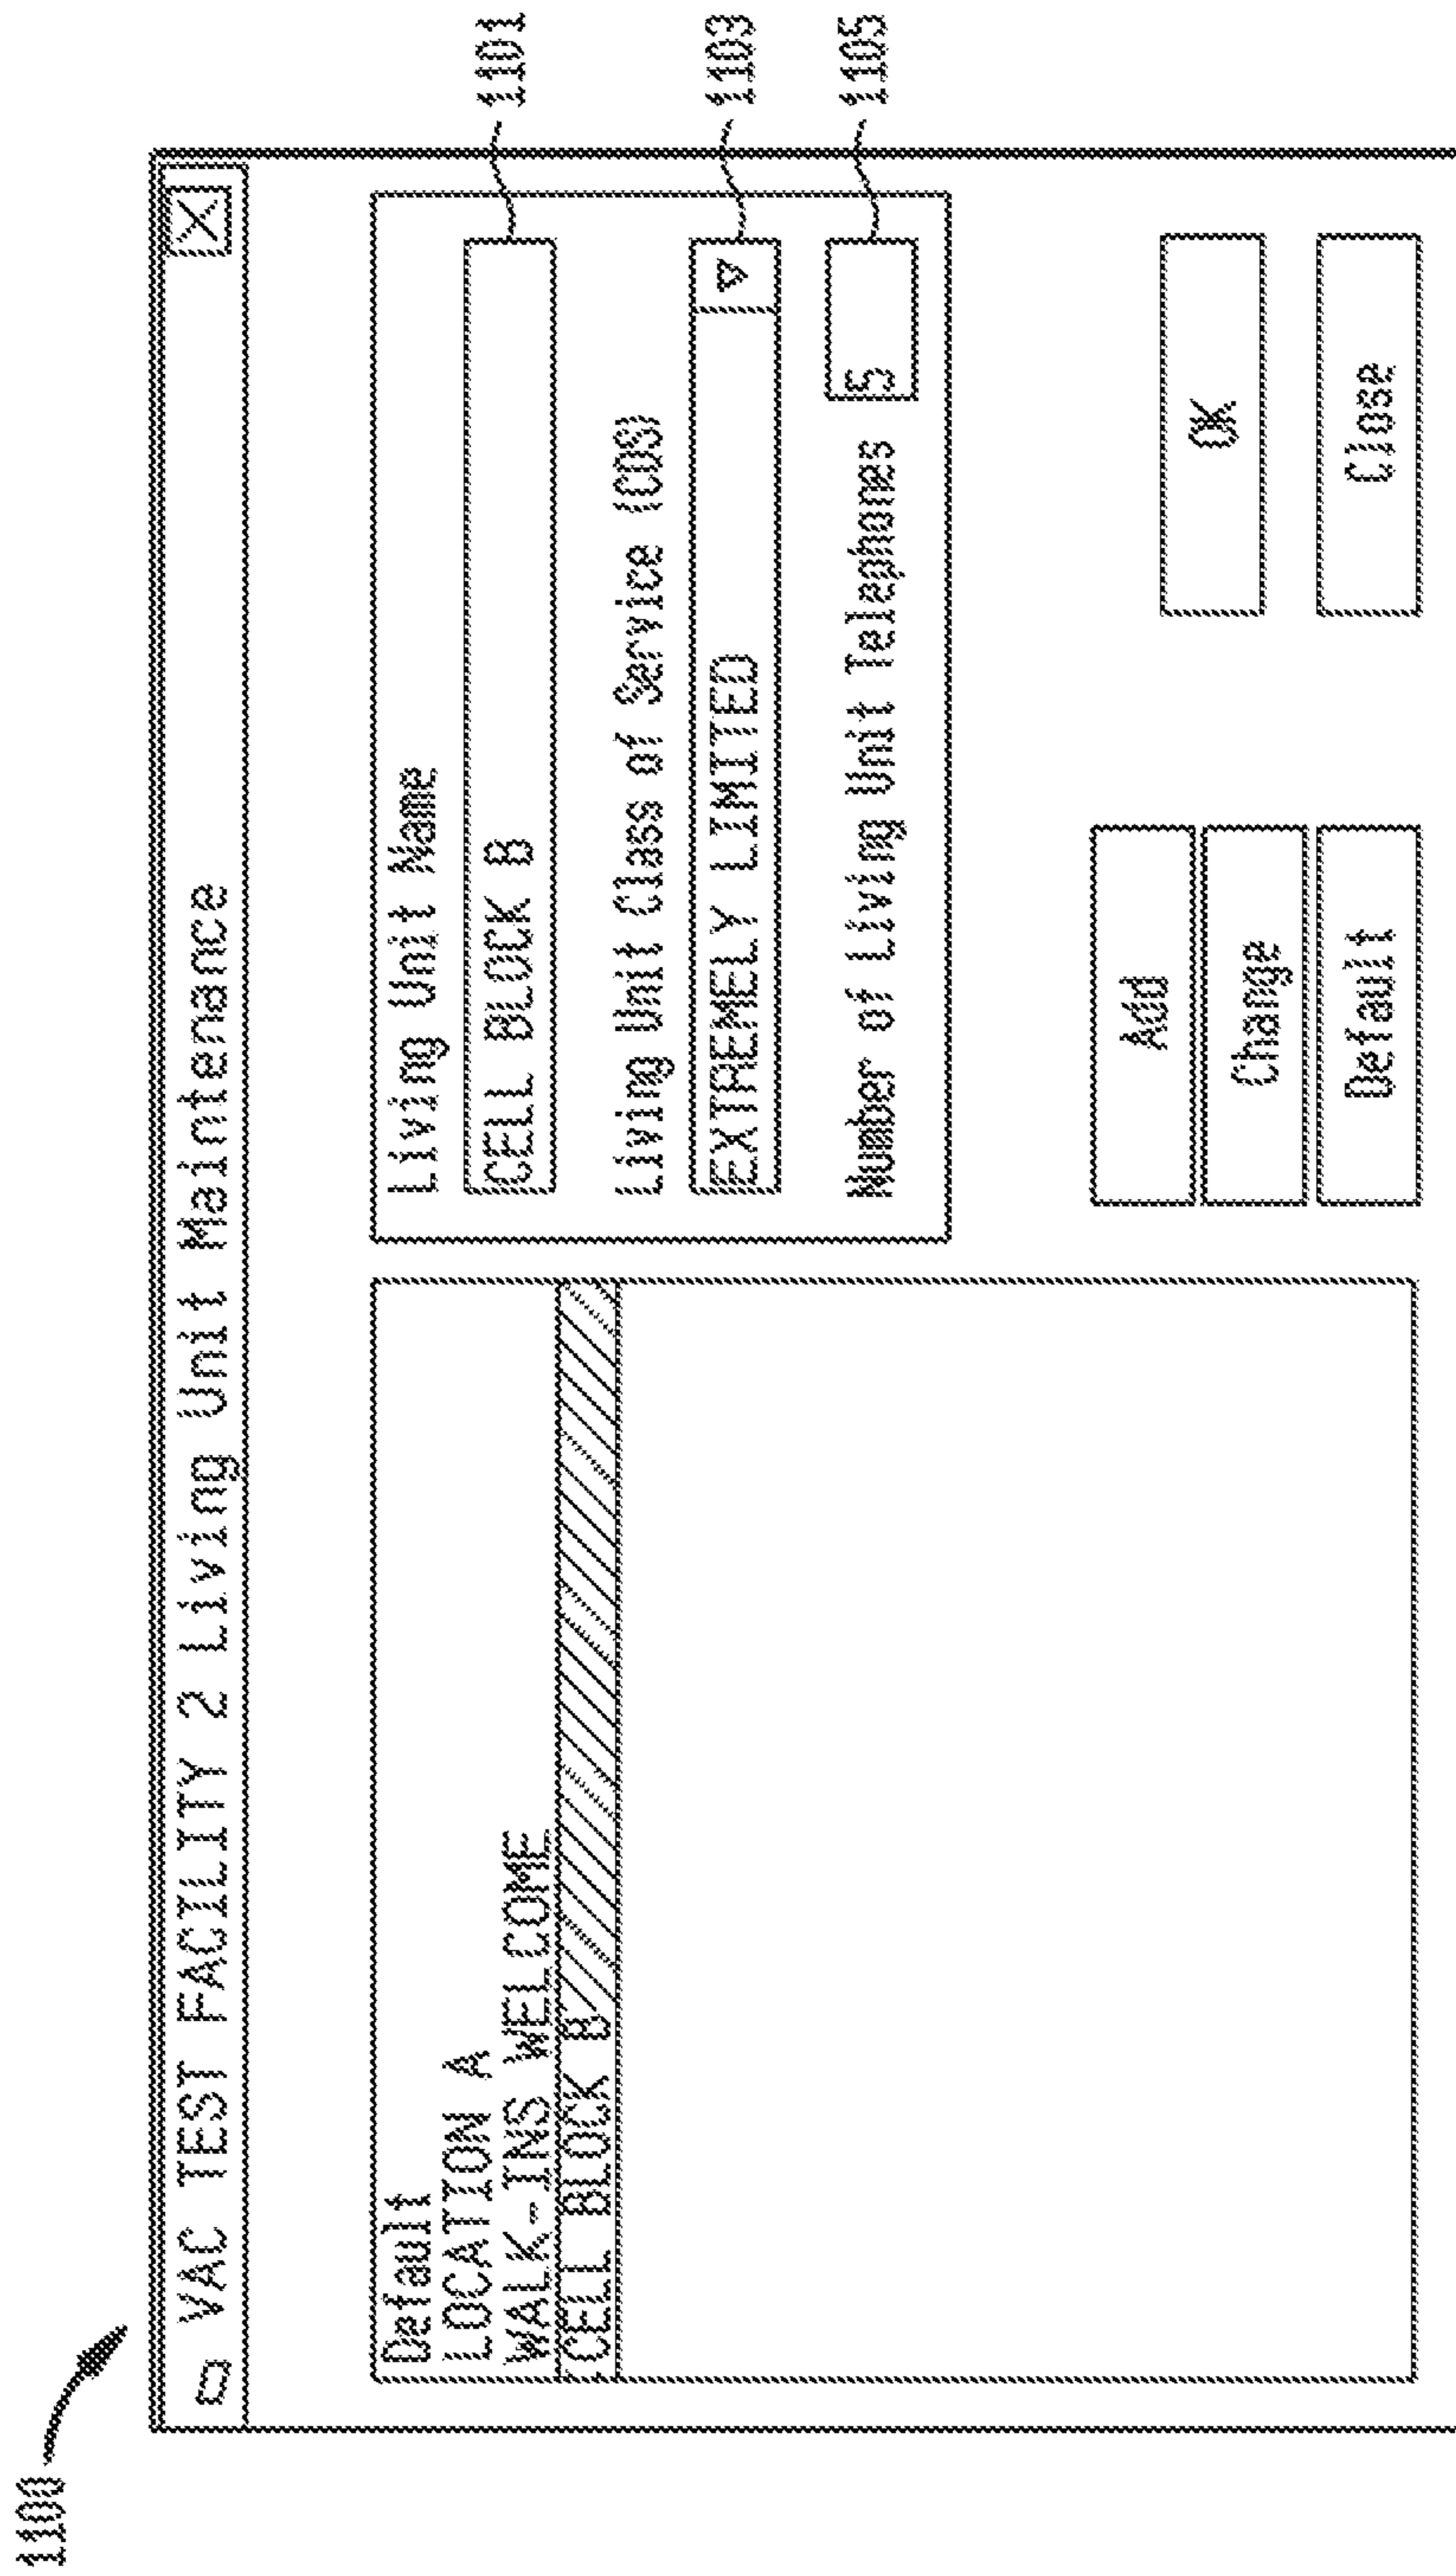 1100
VAC TEST FACILITY 2 Living Unit Maintenance
Default
LOCATION A
WALK-INS WELCOME
CELL BLOCK B
Living Unit Name
CELL BLOCK B
1101
Living Unit Class of Service (COS)
EXTREMELY LIMITED
1103
Number of Living Unit Telephones
5
1105
Add
Change
Default
OK
Close